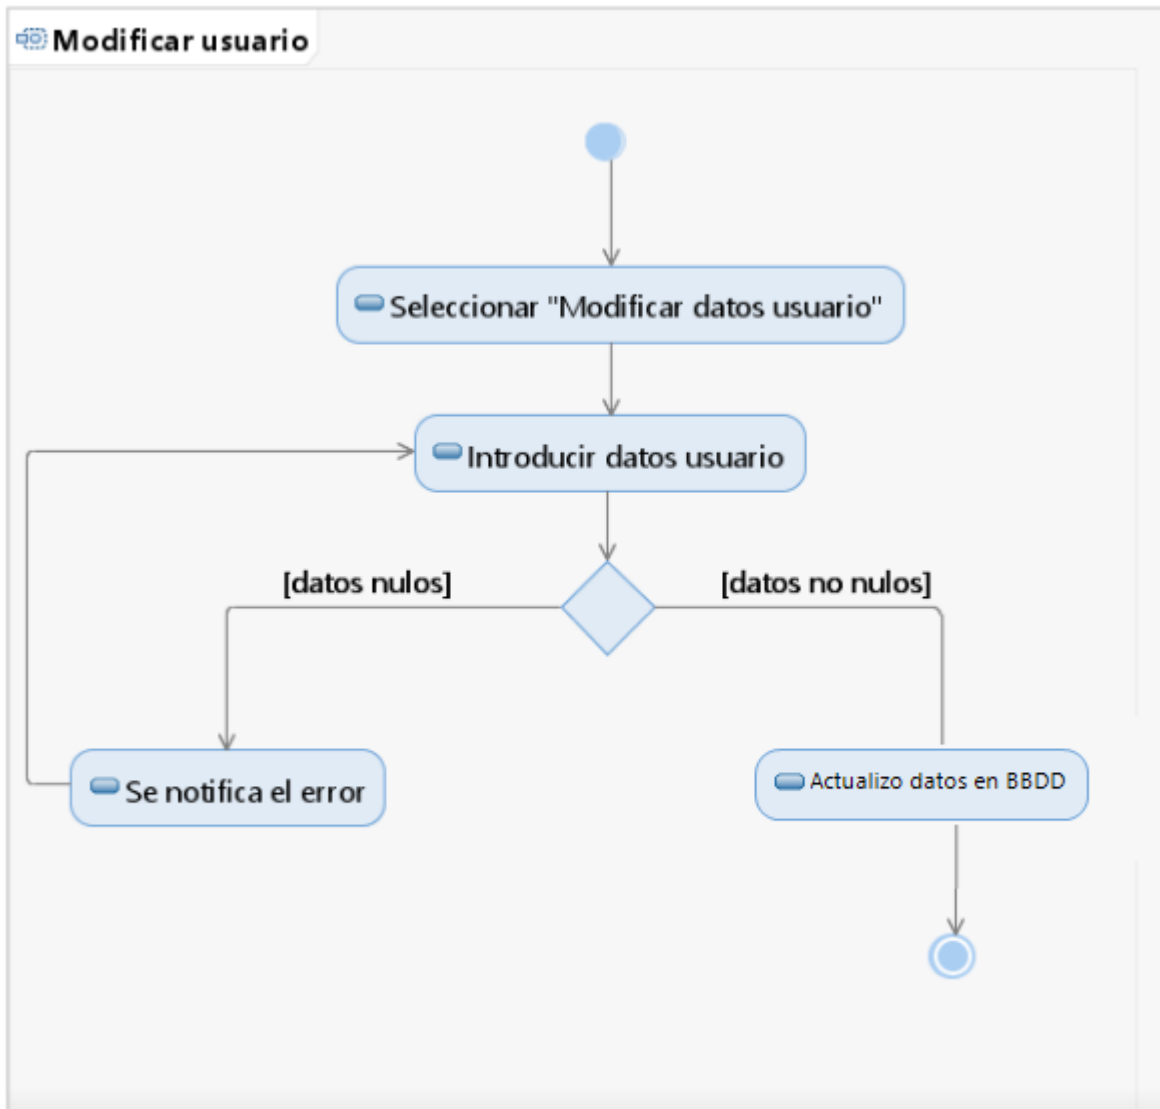 Modificar usuario
Seleccionar "Modificar datos usuario"
Introducir datos usuario
[datos nulos]
[datos no nulos]
Se notifica el error
Actualizo datos en BBDD